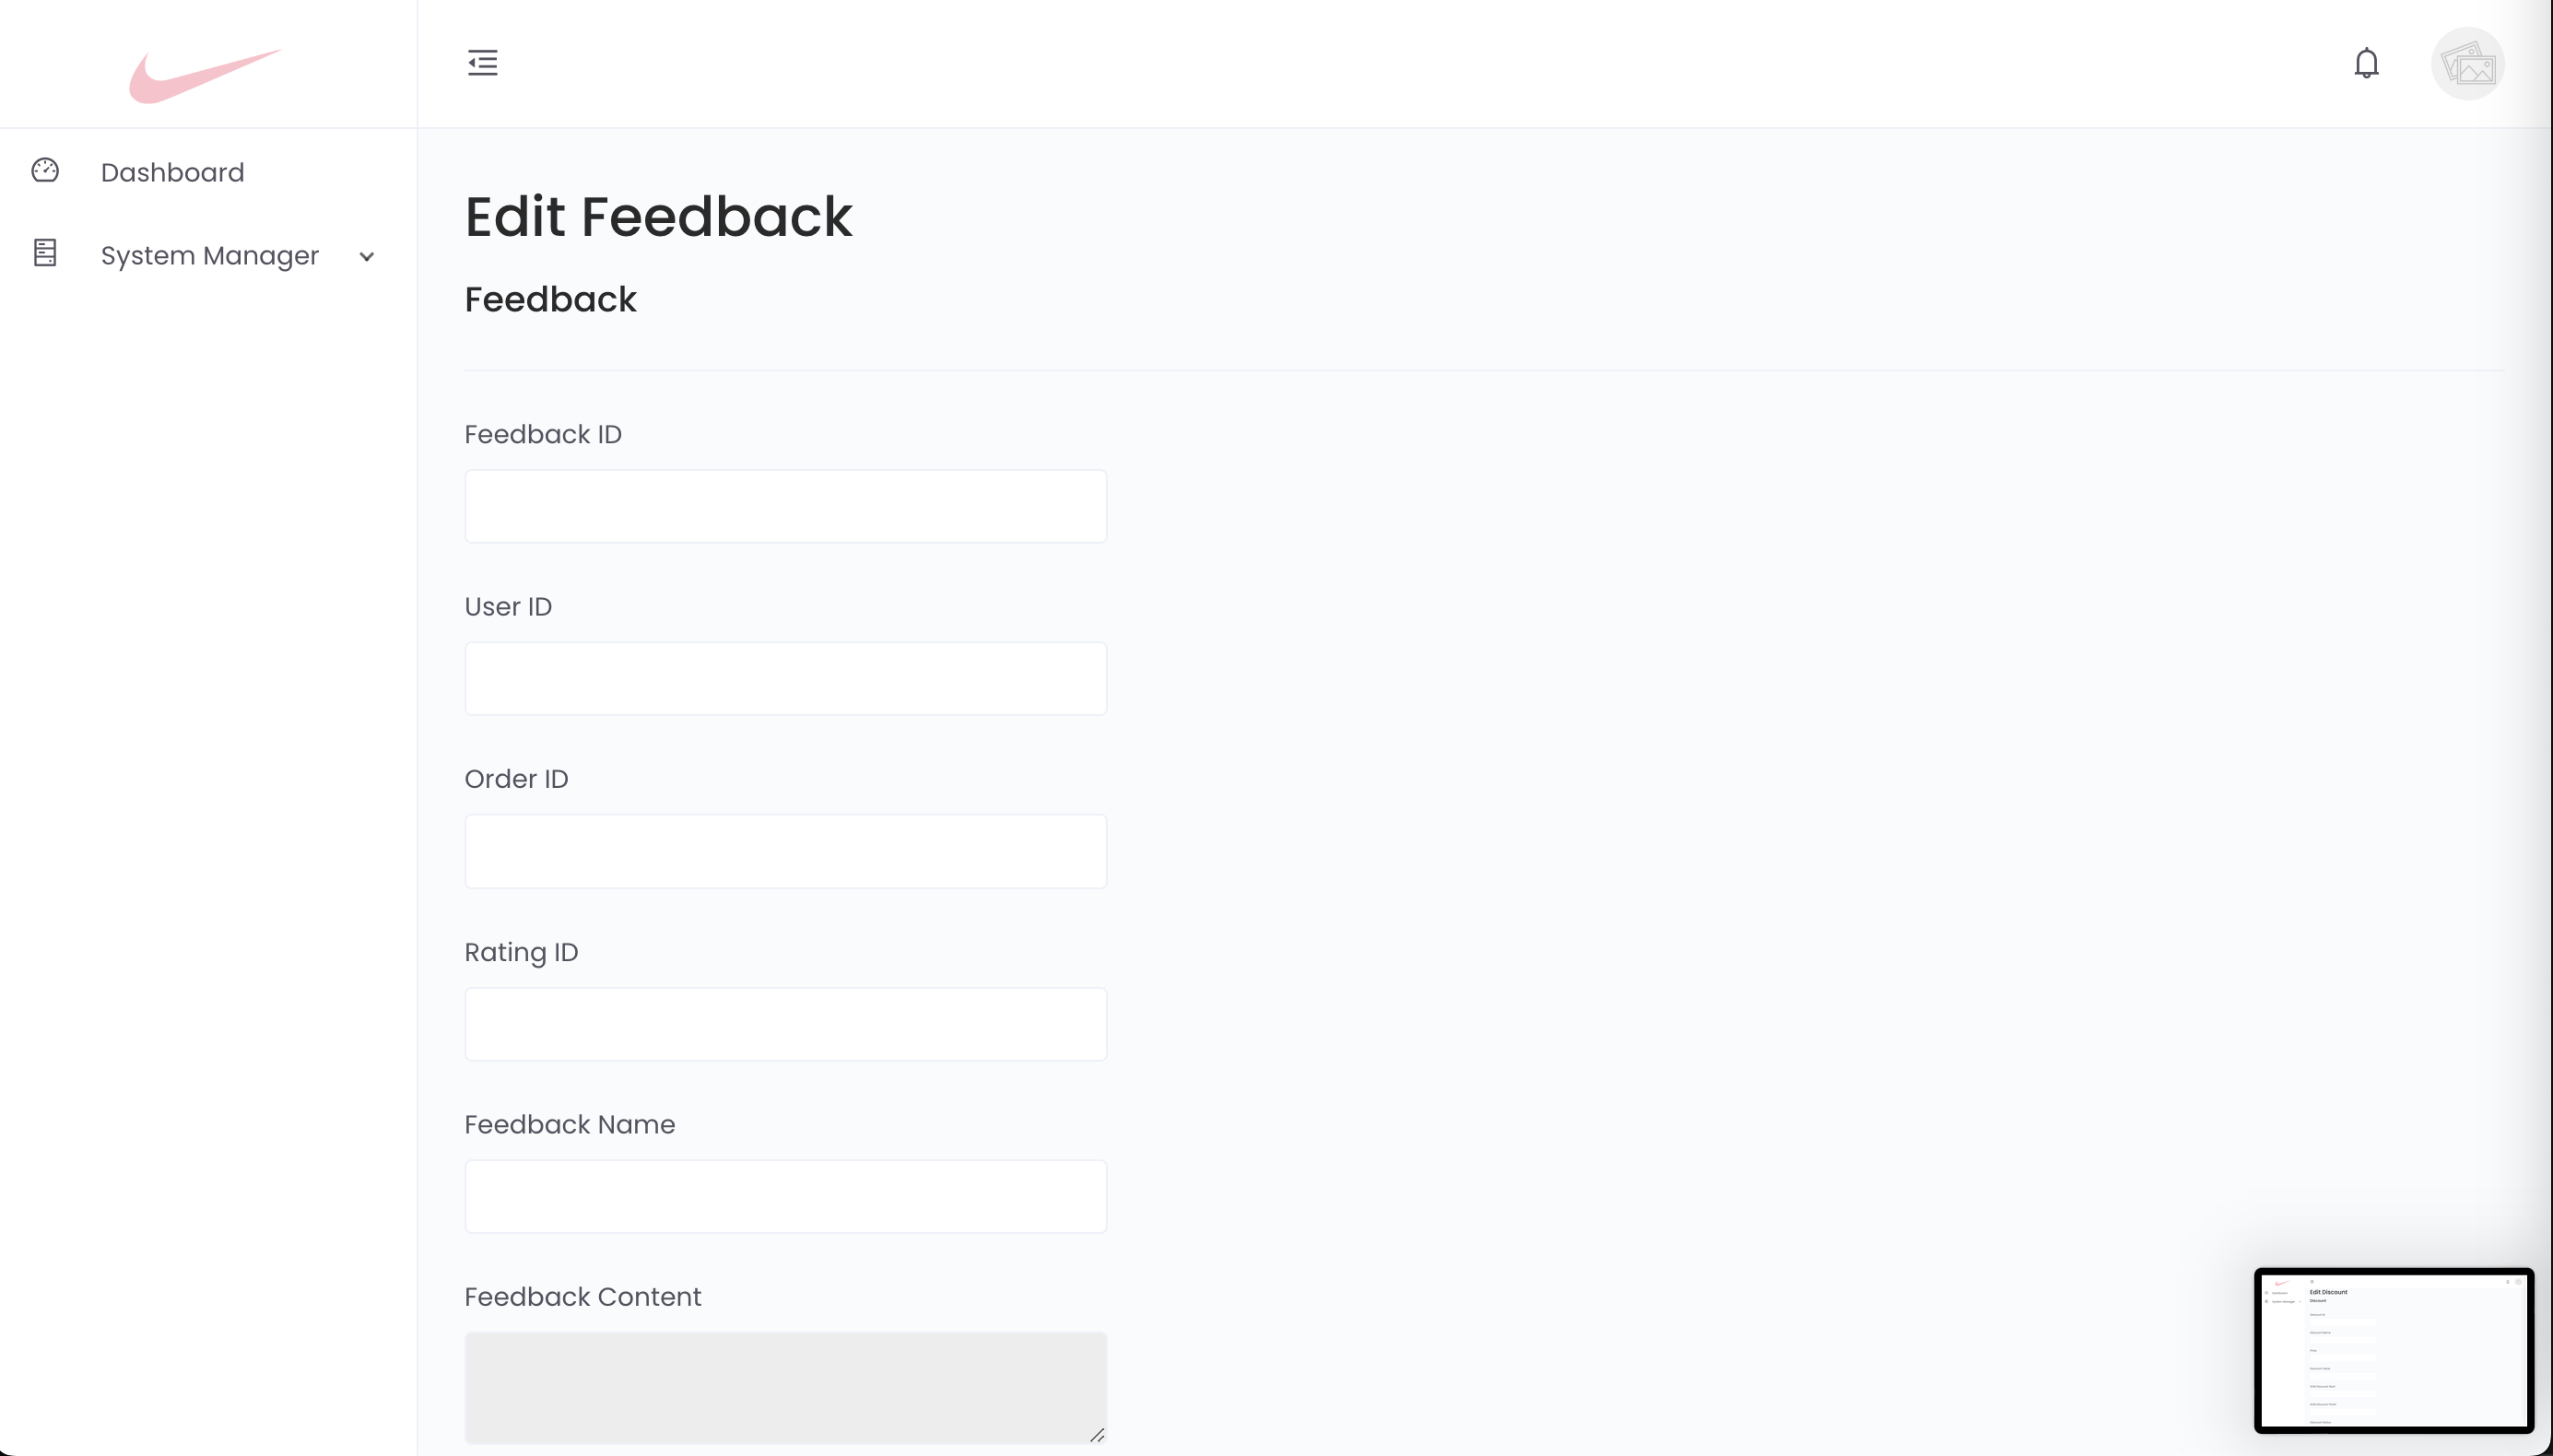 Dashboard
System Manager
Edit Feedback
Feedback
Feedback ID
User ID
Order ID
Rating ID
Feedback Name
Feedback Content
Edit Discount
Discount